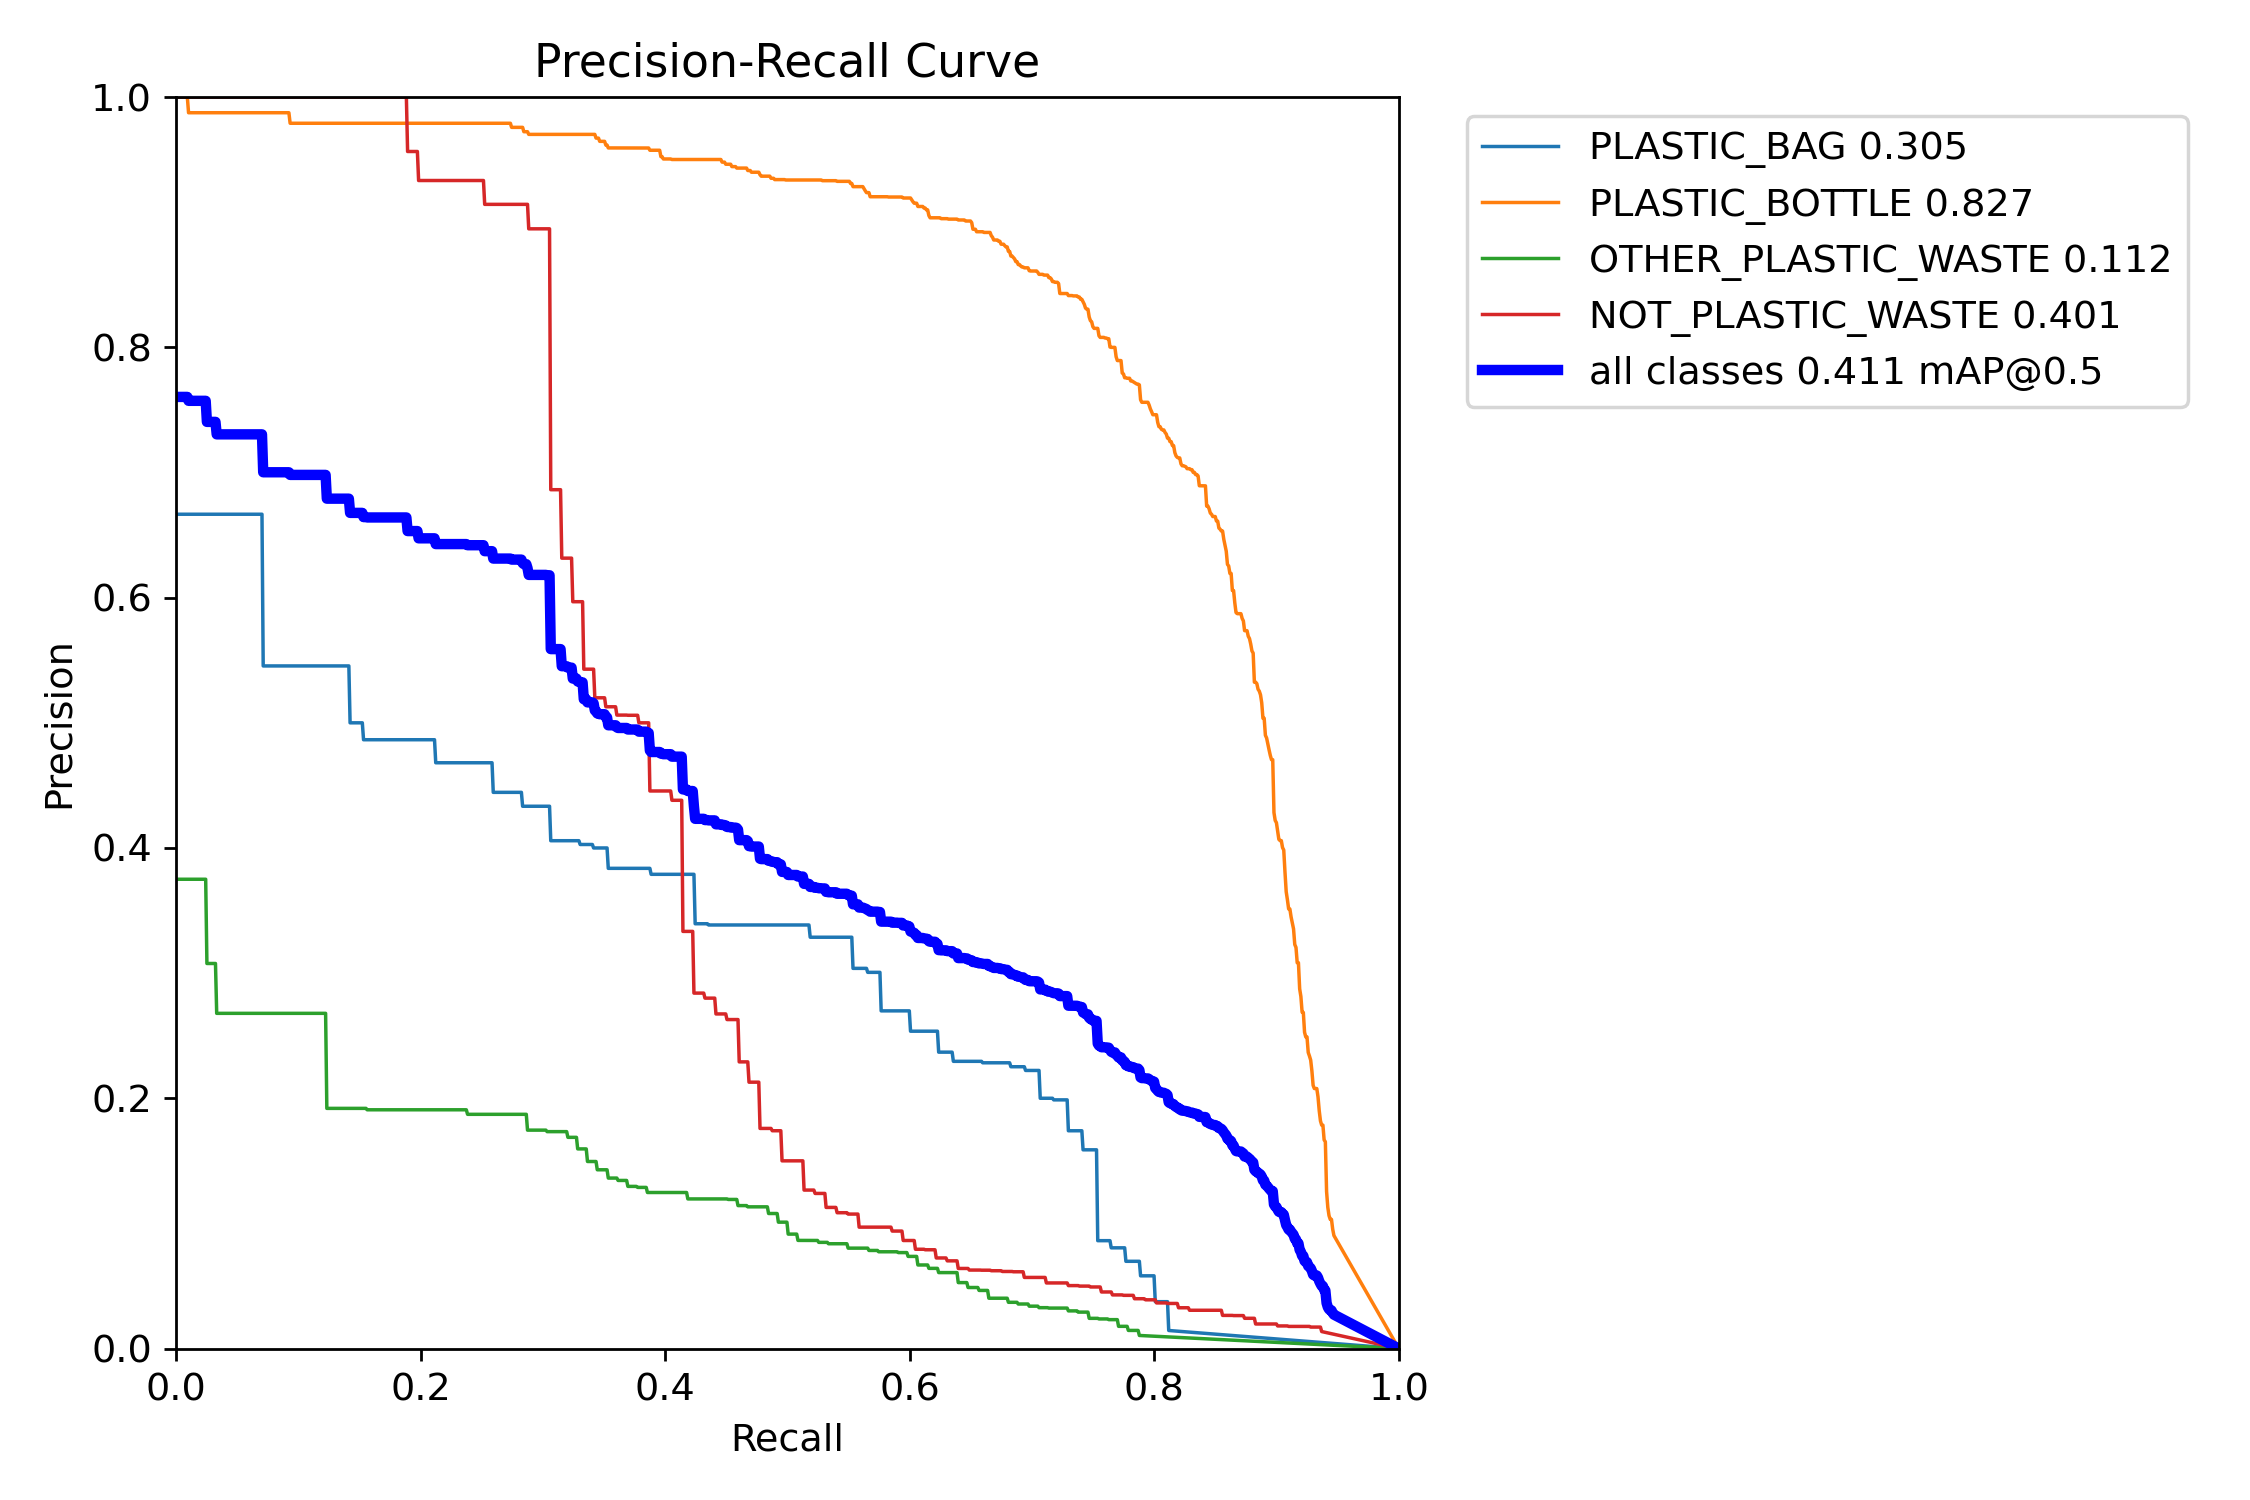 Precision-Recall Curve
1.0
0.8
0.6
0.4
0.2
0.0
Precision
0.0 0.2 0.4 0.6 0.8 1.0
Recall
PLASTIC_BAG 0.305
PLASTIC_BOTTLE 0.827
OTHER_PLASTIC_WASTE 0.112
NOT_PLASTIC_WASTE 0.401
all classes 0.411 mAP@0.5